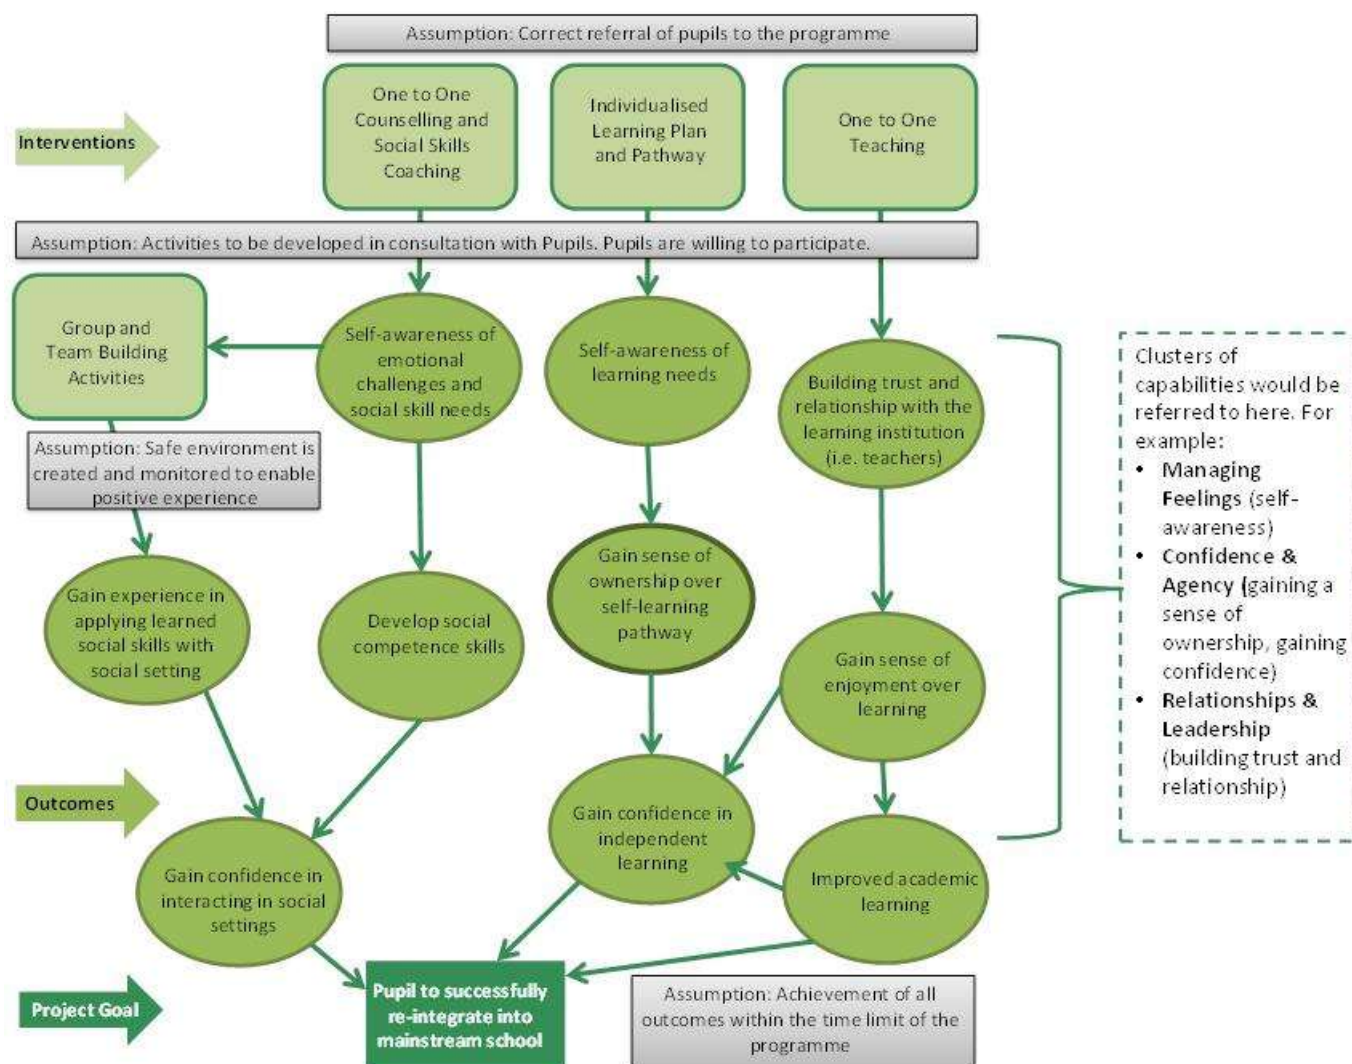 Assumption: Correct referral of pupils to the programme
Interventions
One to One
Counselling and
Social Skills
Coaching
Individualised
Learning Plan
and Pathway
One to One
Teaching
Assumption: Activities to be developed in consultation with Pupils. Pupils are willing to participate.
Group and
Team Building
Activities
Self-awareness of
emotional
challenges and
social skill needs
Self-awareness of
learning needs
Building trust and
relationship with the
learning institution
(i.e. teachers)
Assumption: Safe environment is
created and monitored to enable
positive experience
Gain experience in
applying learned
social skills with
social setting
Develop social
competence skills
Gain sense of
ownership over
self-learning
pathway
Gain sense of
enjoyment over
learning
Clusters of
capabilities would be
referred to here. For
example:
• Managing
Feelings (self-
awareness)
• Confidence &
Agency (gaining a
sense of
ownership, gaining
confidence)
• Relationships &
Leadership
(building trust and
relationship)
Outcomes
Gain confidence in
interacting in social
settings
Gain confidence in
independent
learning
Improved academic
learning
Project Goal
Pupil to successfully
re-integrate into
mainstream school
Assumption: Achievement of all
outcomes within the time limit of the
programme